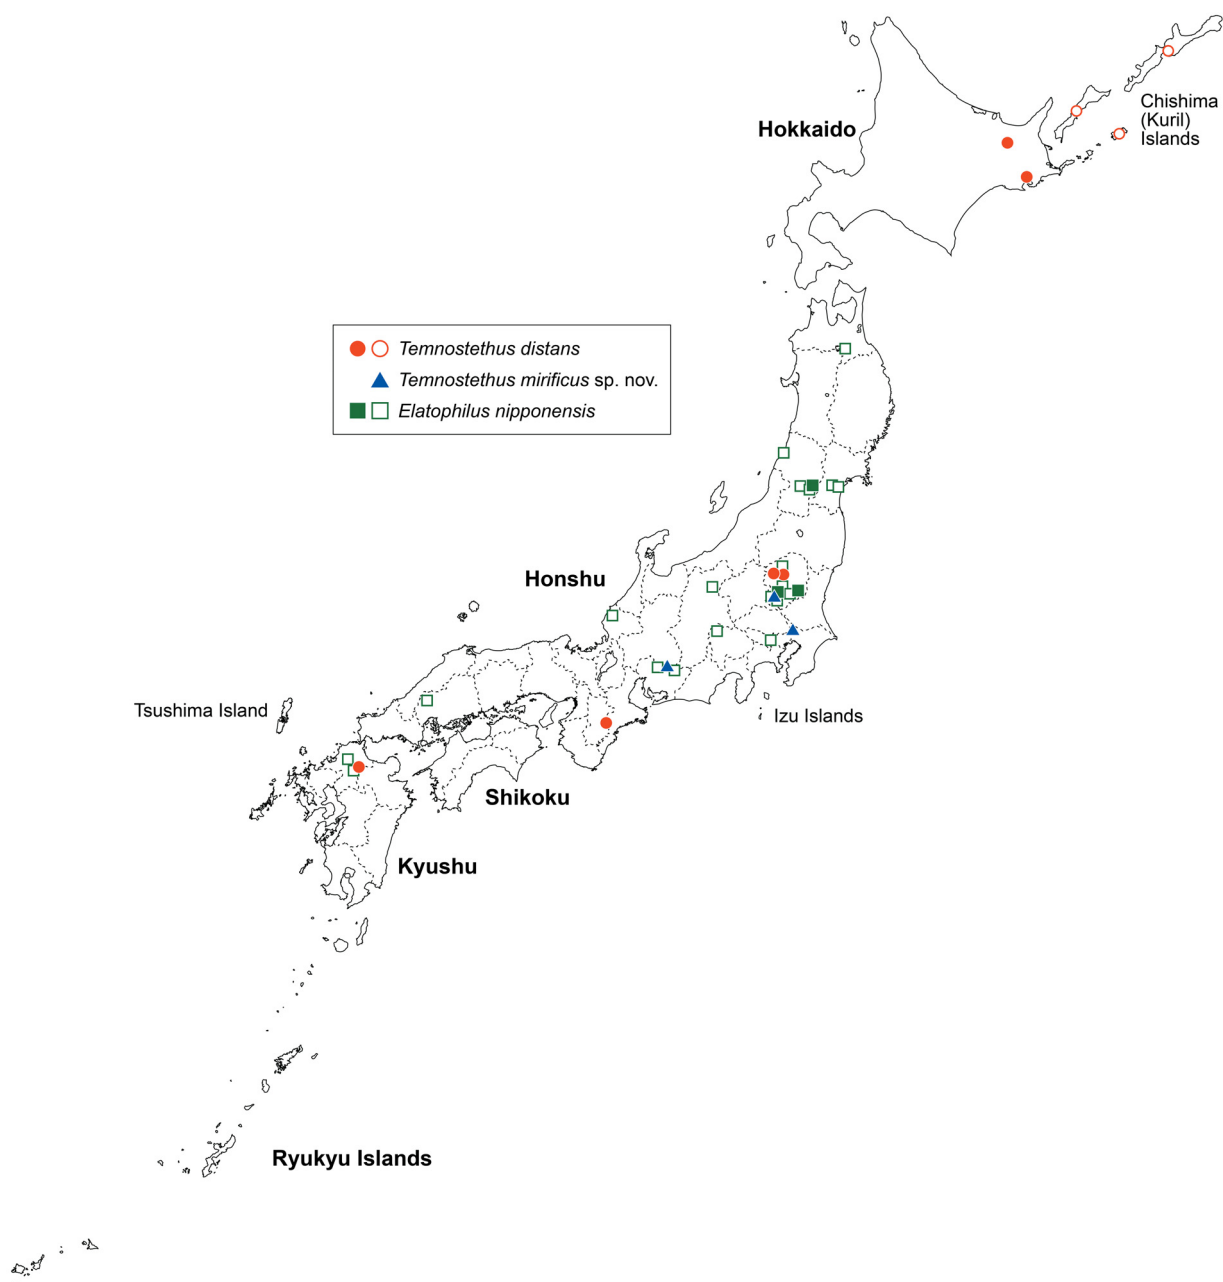 Chishima
(Kuril)
Islands
Hokkaido
Temnostethus distans
Temnostethus mirificus sp. nov.
Elatophilus nipponensis
Honshu
Tsushima Island
Izu Islands
Shikoku
Kyushu
Ryukyu Islands